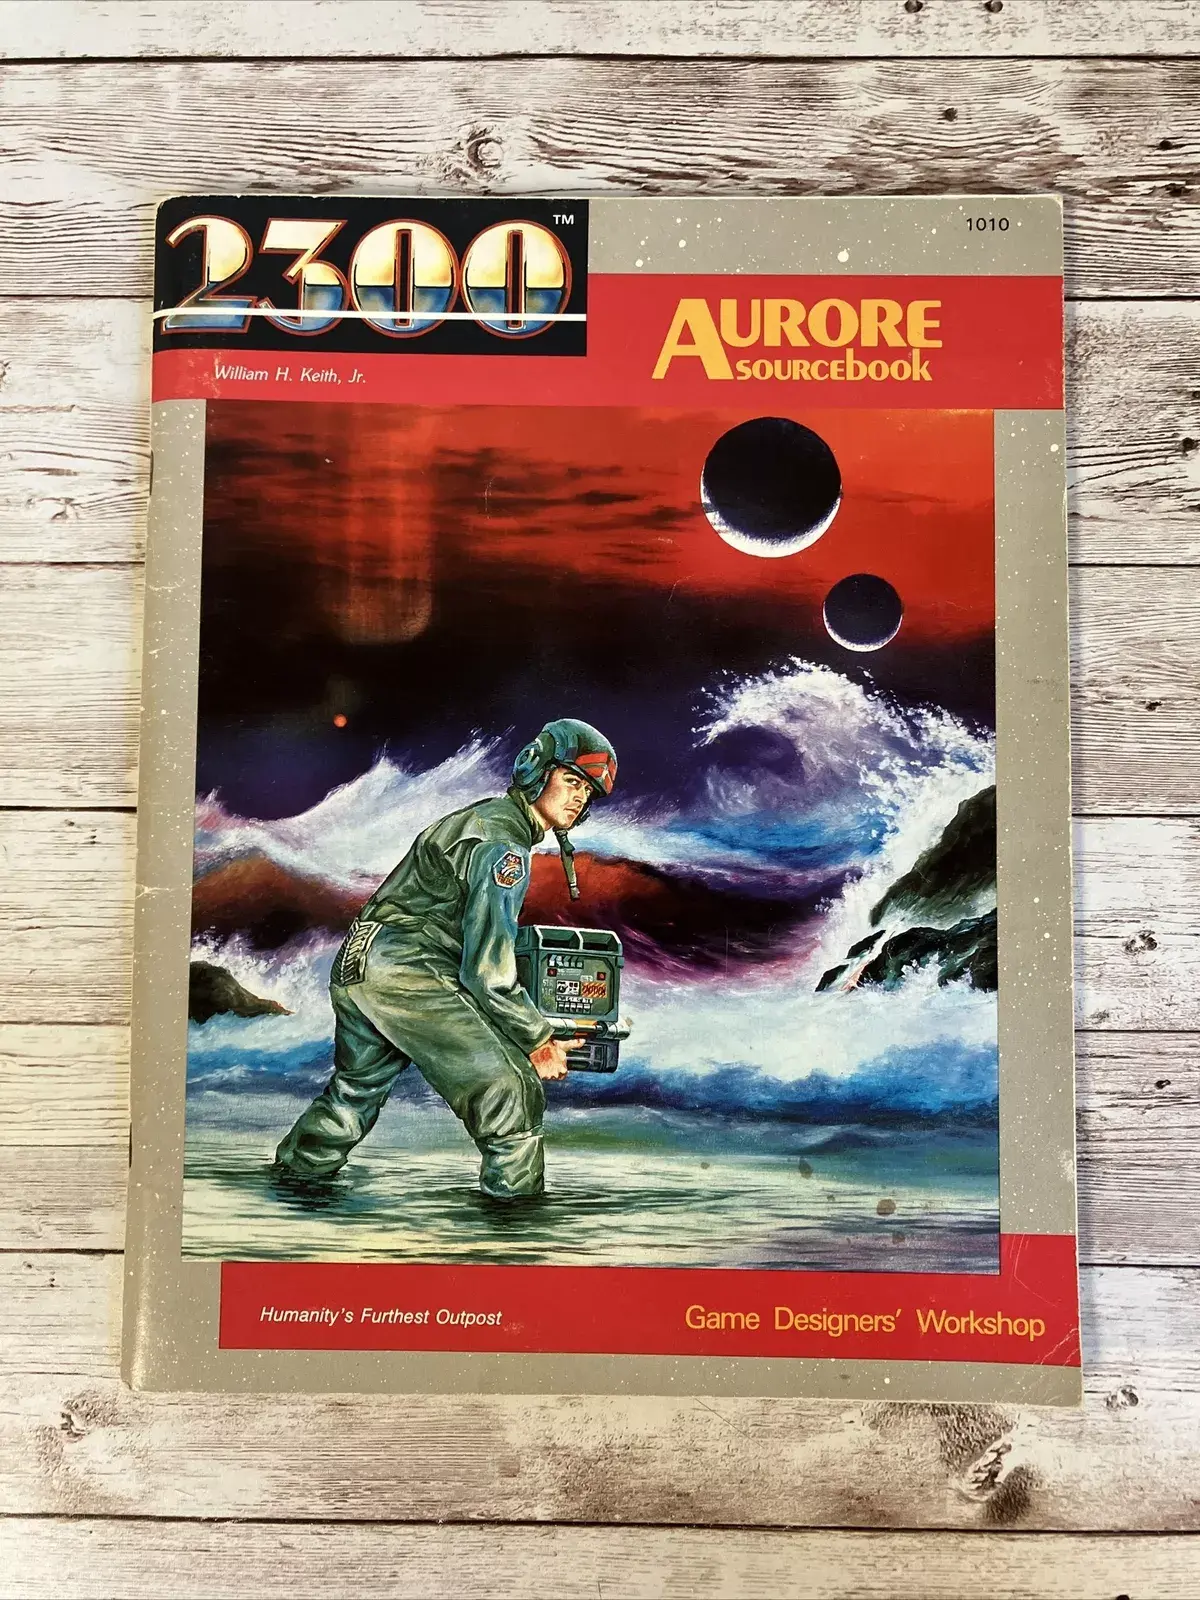 2300™
1010
AURORE
SOURCEbook
William H. Keith, Jr.
Humanity's Furthest Outpost
Game Designers' Workshop